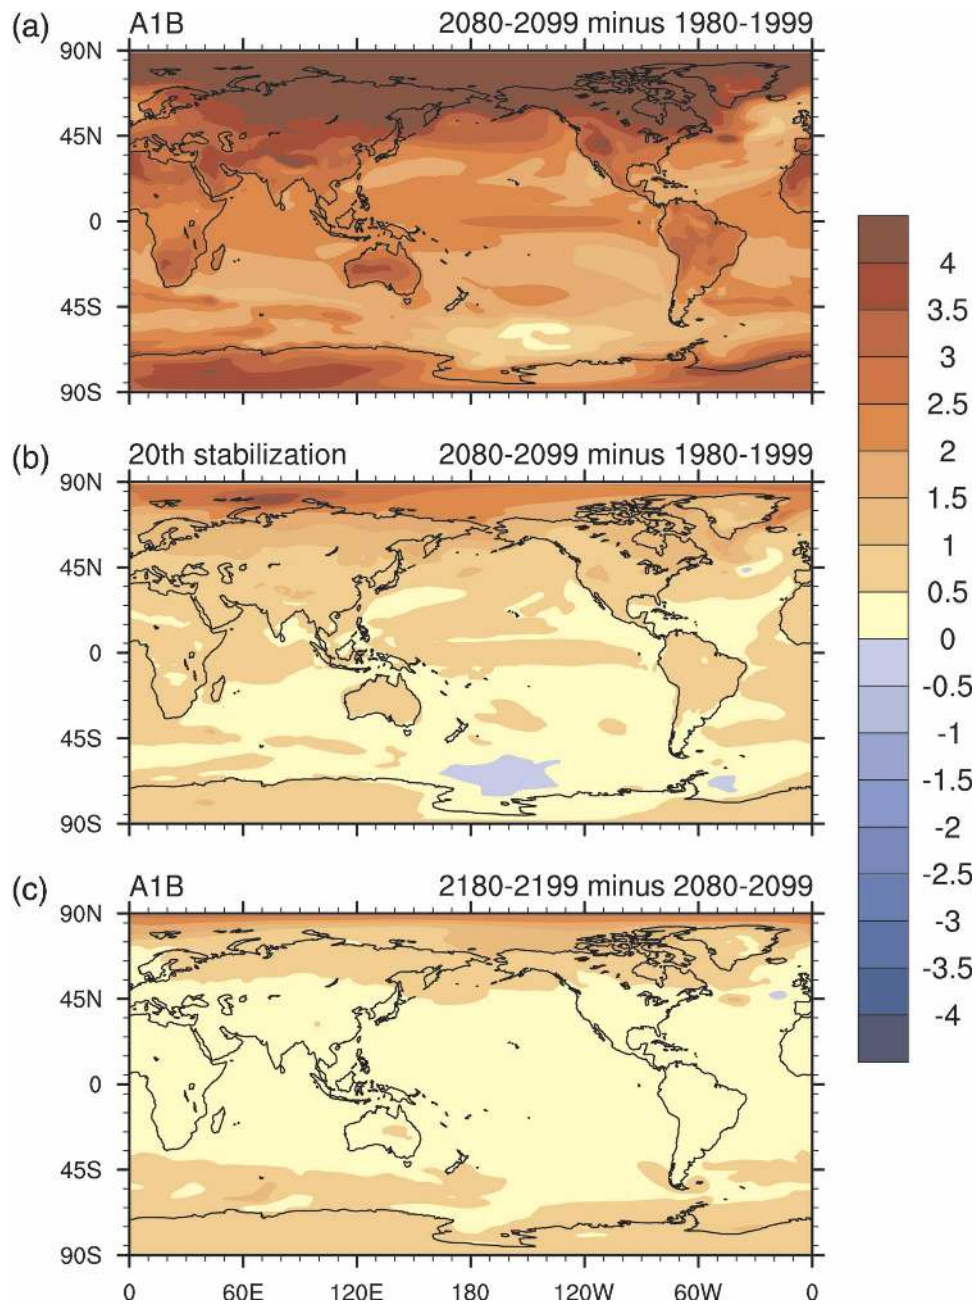 (a) A1B 2080-2099 minus 1980-1999
90N
45N
0
45S
90S
(b) 20th stabilization 2080-2099 minus 1980-1999
90N
45N
0
45S
90S
(c) A1B 2180-2199 minus 2080-2099
90N
45N
0
45S
90S
0 60E 120E 180 120W 60W 0
4
3.5
3
2.5
2
1.5
1
0.5
0
-0.5
-1
-1.5
-2
-2.5
-3
-3.5
-4